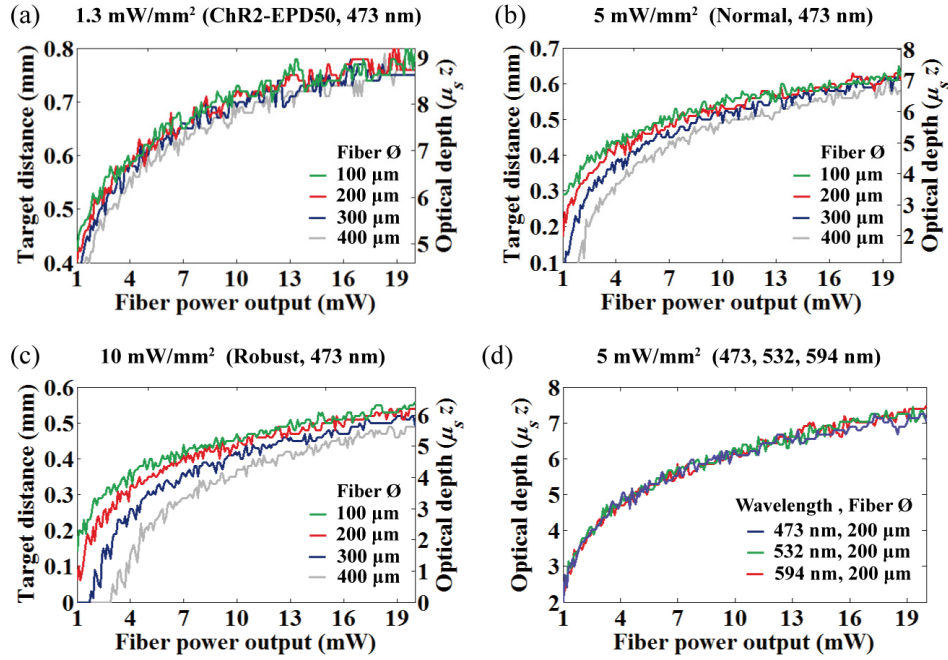 (a)
1.3 mW/mm² (ChR2-EPD50, 473 nm)
Target distance (mm)
0.8
0.7
0.6
0.5
0.4
9
8
7
6
5
Optical depth (μs z)
Fiber Ø
100 μm
200 μm
300 μm
400 μm
1 4 7 10 13 16 19
Fiber power output (mW)
(b)
5 mW/mm² (Normal, 473 nm)
Target distance (mm)
0.7
0.6
0.5
0.4
0.3
0.2
0.1
8
7
6
5
4
3
2
Optical depth (μs z)
Fiber Ø
100 μm
200 μm
300 μm
400 μm
1 4 7 10 13 16 19
Fiber power output (mW)
(c)
10 mW/mm² (Robust, 473 nm)
Target distance (mm)
0.6
0.5
0.4
0.3
0.2
0.1
0
6
5
4
3
2
1
0
Optical depth (μs z)
Fiber Ø
100 μm
200 μm
300 μm
400 μm
1 4 7 10 13 16 19
Fiber power output (mW)
(d)
5 mW/mm² (473, 532, 594 nm)
Optical depth (μs z)
8
7
6
5
4
3
2
Wavelength , Fiber Ø
473 nm, 200 μm
532 nm, 200 μm
594 nm, 200 μm
1 4 7 10 13 16 19
Fiber power output (mW)